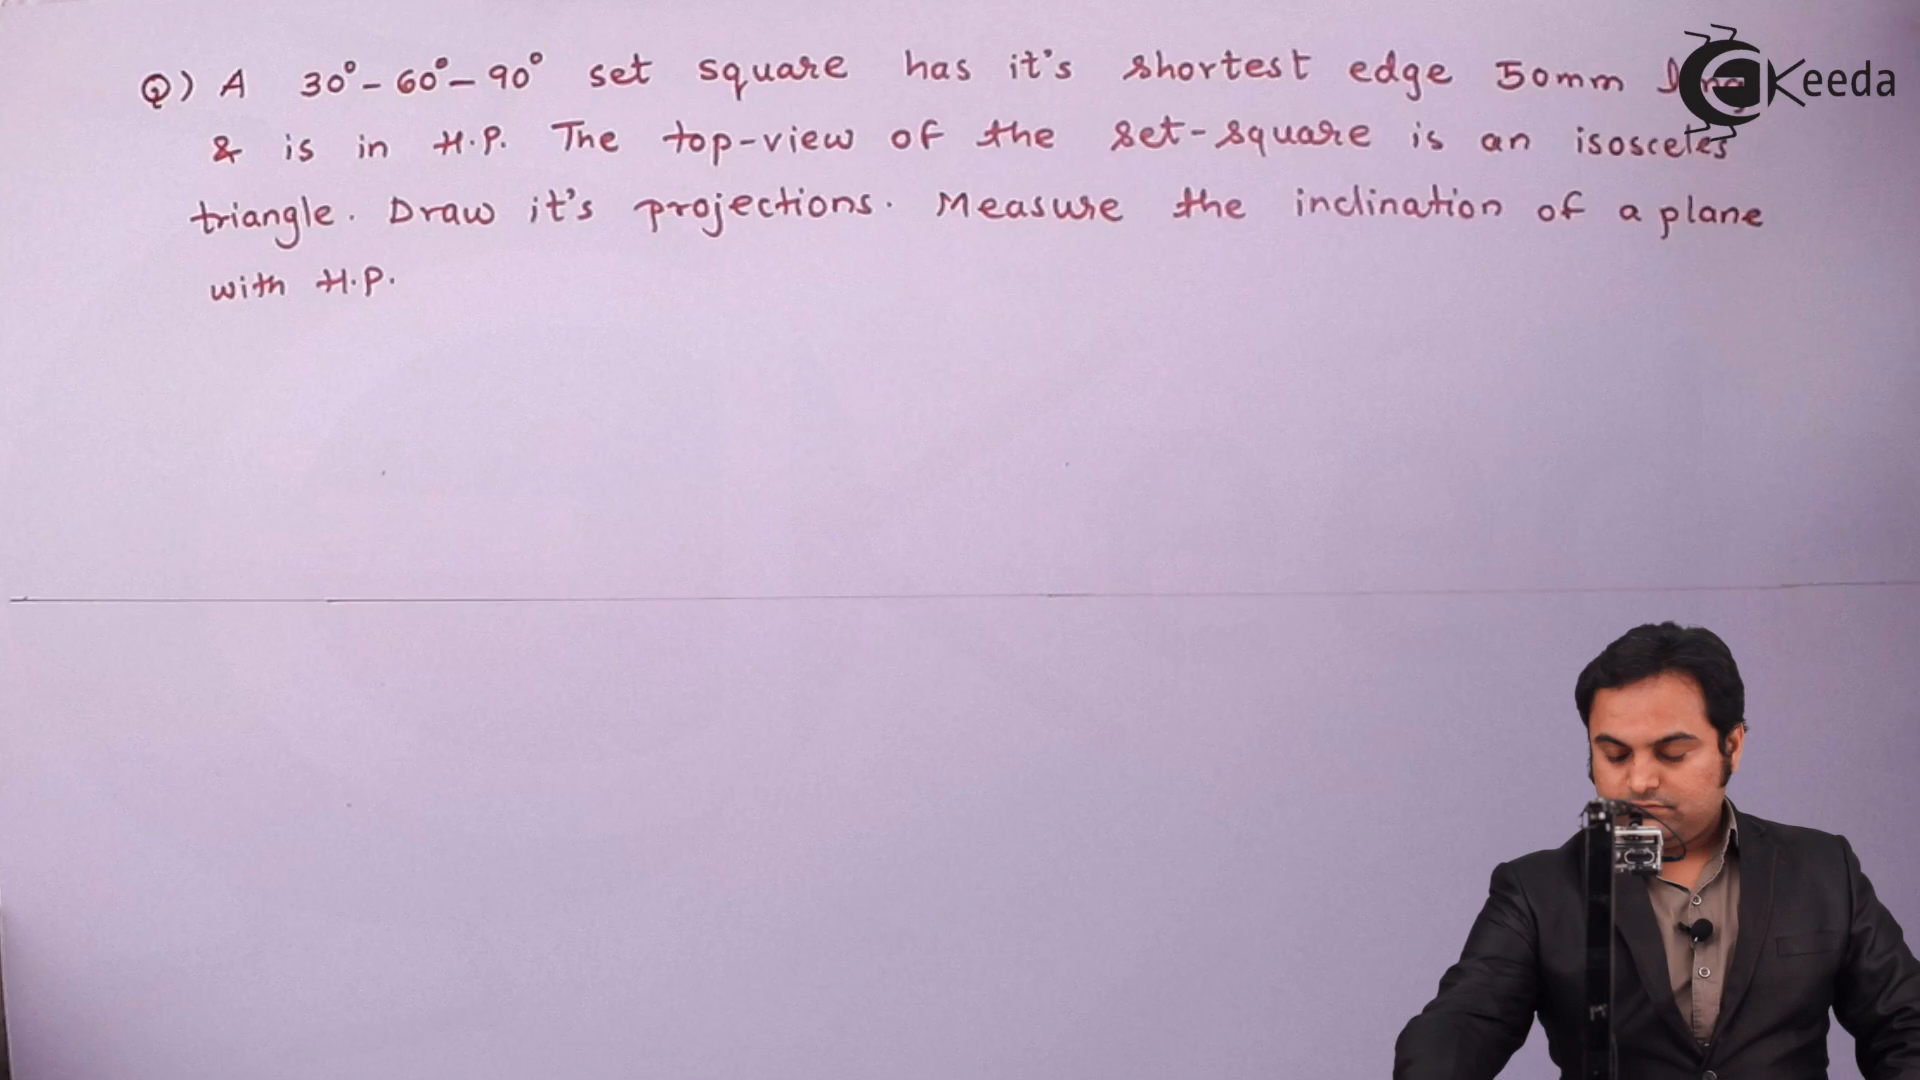 Q) A 30°-60°-90° set square has it's shortest edge 50mm
& is in H.P. The top-view of the set-square is an isosceles
triangle. Draw it's projections. Measure the inclination of a plane
with H.P.
Keeda